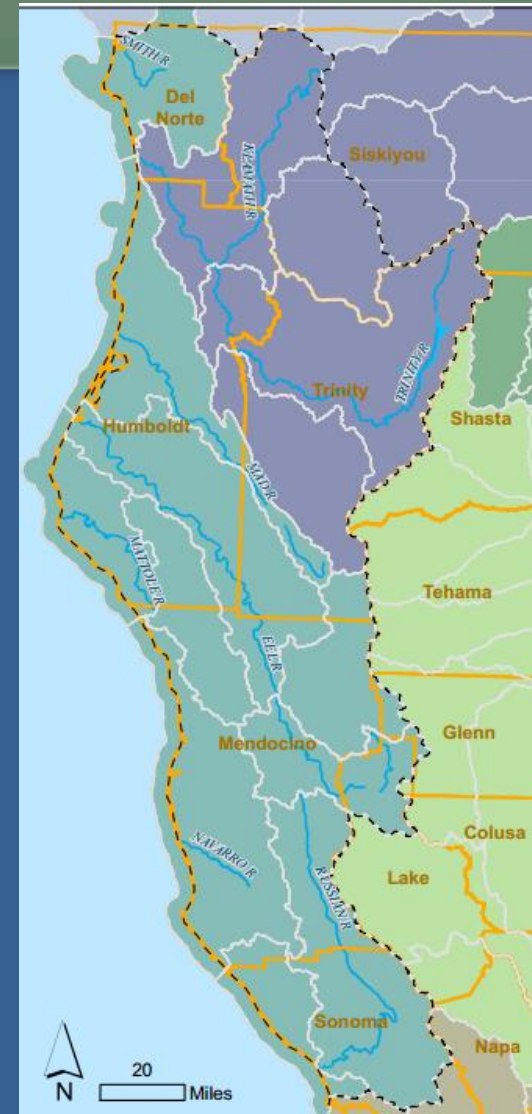 SMITH R
Del
Norte
KLAMATH R
Siskiyou
TRINITY R
Trinity
Shasta
Humboldt
MAD R
MATTOLE R
Tehama
EEL R
Glenn
Mendocino
Colusa
NAVARRO R
RUSSIAN R
Lake
Sonoma
Napa
20
N
Miles